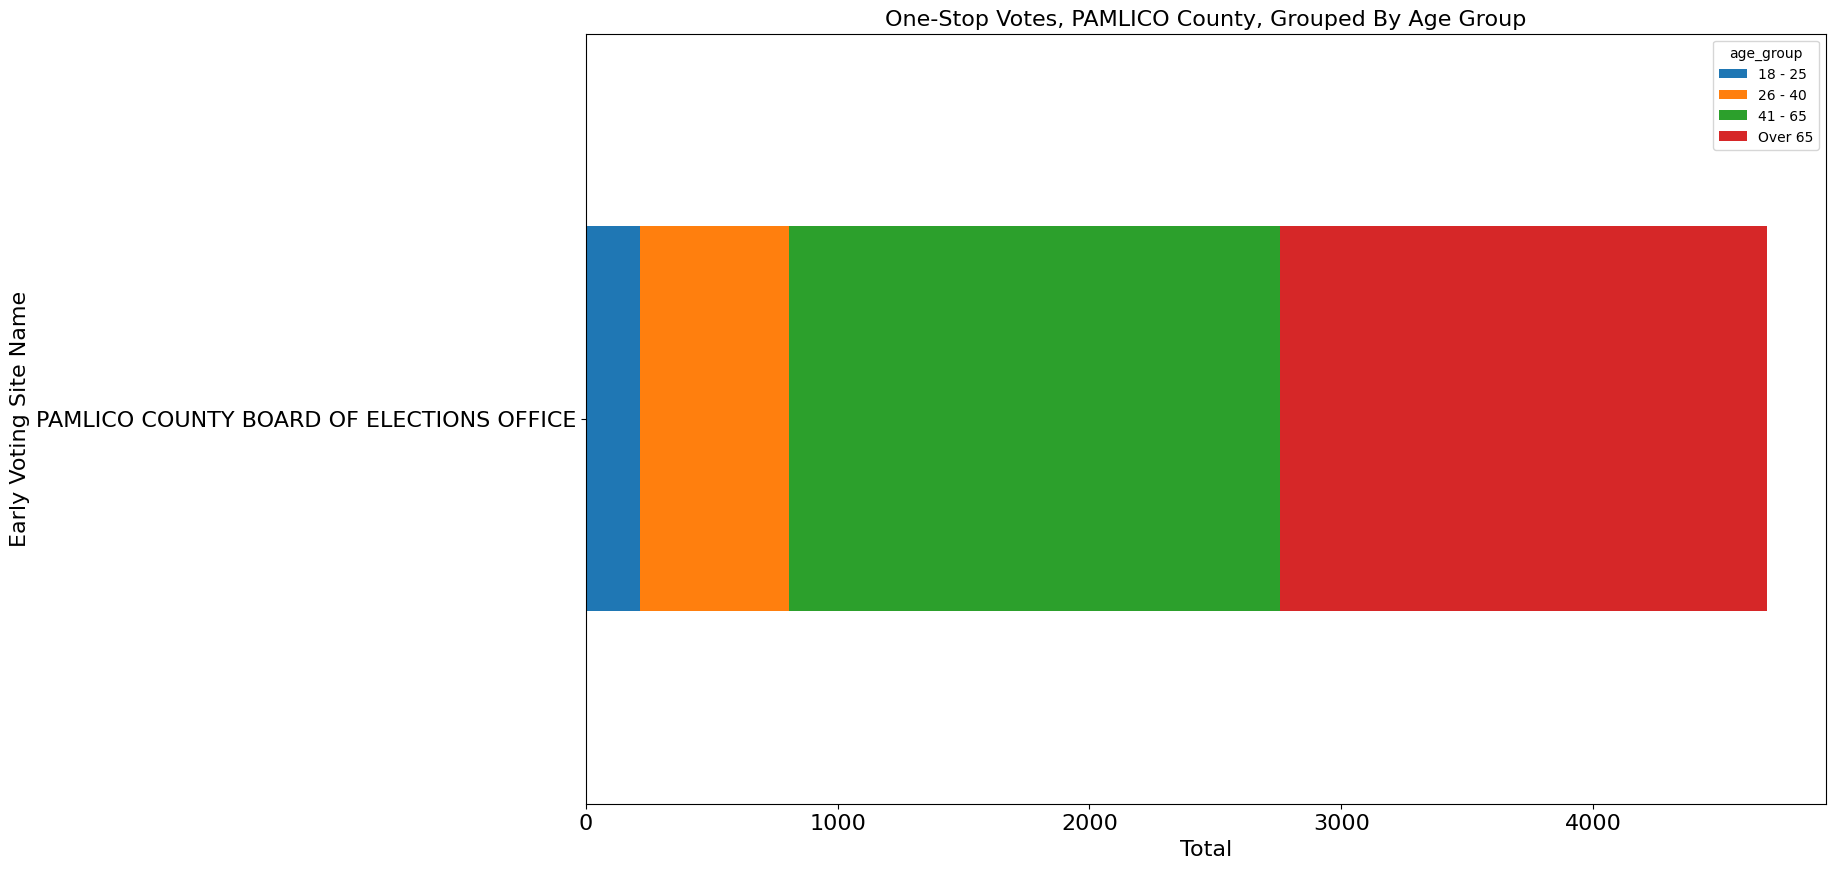 One-Stop Votes, PAMLICO County, Grouped By Age Group
age_group
18 - 25
26 - 40
41 - 65
Over 65
Early Voting Site Name
PAMLICO COUNTY BOARD OF ELECTIONS OFFICE
0 1000 2000 3000 4000
Total